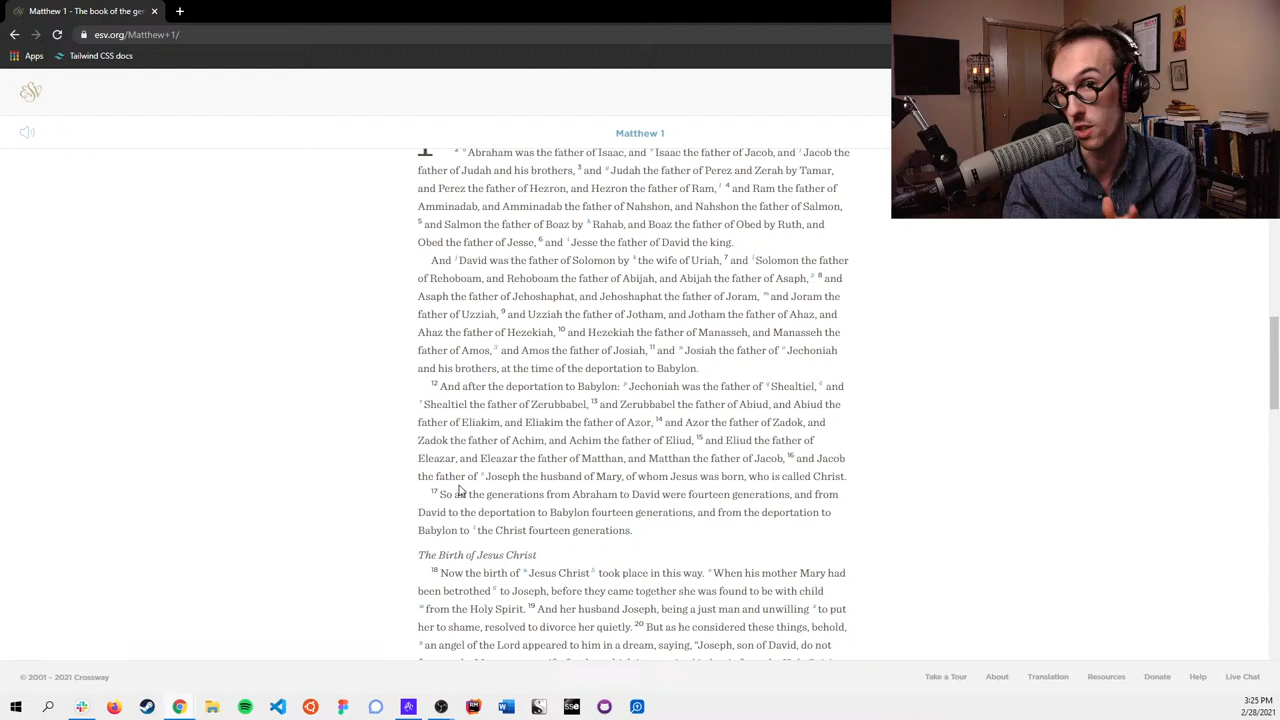 Matthew 1 - The book of the ger
esv.org/Matthew+1/
Apps Tailwind CSS docs
ESV
Matthew 1
2 Abraham was the father of Isaac, and Isaac the father of Jacob, and Jacob the
father of Judah and his brothers, 3 and Judah the father of Perez and Zerah by Tamar,
and Perez the father of Hezron, and Hezron the father of Ram, 4 and Ram the father of
Amminadab, and Amminadab the father of Nahshon, and Nahshon the father of Salmon,
5 and Salmon the father of Boaz by Rahab, and Boaz the father of Obed by Ruth, and
Obed the father of Jesse, 6 and Jesse the father of David the king.
And David was the father of Solomon by the wife of Uriah, 7 and Solomon the father
of Rehoboam, and Rehoboam the father of Abijah, and Abijah the father of Asaph, 8 and
Asaph the father of Jehoshaphat, and Jehoshaphat the father of Joram, and Joram the
father of Uzziah, 9 and Uzziah the father of Jotham, and Jotham the father of Ahaz, and
Ahaz the father of Hezekiah, 10 and Hezekiah the father of Manasseh, and Manasseh the
father of Amos, and Amos the father of Josiah, 11 and Josiah the father of Jechoniah
and his brothers, at the time of the deportation to Babylon.
12 And after the deportation to Babylon: Jechoniah was the father of Shealtiel, and
Shealtiel the father of Zerubbabel, 13 and Zerubbabel the father of Abiud, and Abiud the
father of Eliakim, and Eliakim the father of Azor, 14 and Azor the father of Zadok, and
Zadok the father of Achim, and Achim the father of Eliud, 15 and Eliud the father of
Eleazar, and Eleazar the father of Matthan, and Matthan the father of Jacob, 16 and Jacob
the father of Joseph the husband of Mary, of whom Jesus was born, who is called Christ.
17 So the generations from Abraham to David were fourteen generations, and from
David to the deportation to Babylon fourteen generations, and from the deportation to
Babylon to the Christ fourteen generations.
The Birth of Jesus Christ
18 Now the birth of Jesus Christ took place in this way. When his mother Mary had
been betrothed to Joseph, before they came together she was found to be with child
from the Holy Spirit. 19 And her husband Joseph, being a just man and unwilling to put
her to shame, resolved to divorce her quietly. 20 But as he considered these things, behold,
an angel of the Lord appeared to him in a dream, saying, “Joseph, son of David, do not
© 2001 - 2021 Crossway Take a Tour About Translation Resources Donate Help Live Chat
3:25 PM
2/28/2021